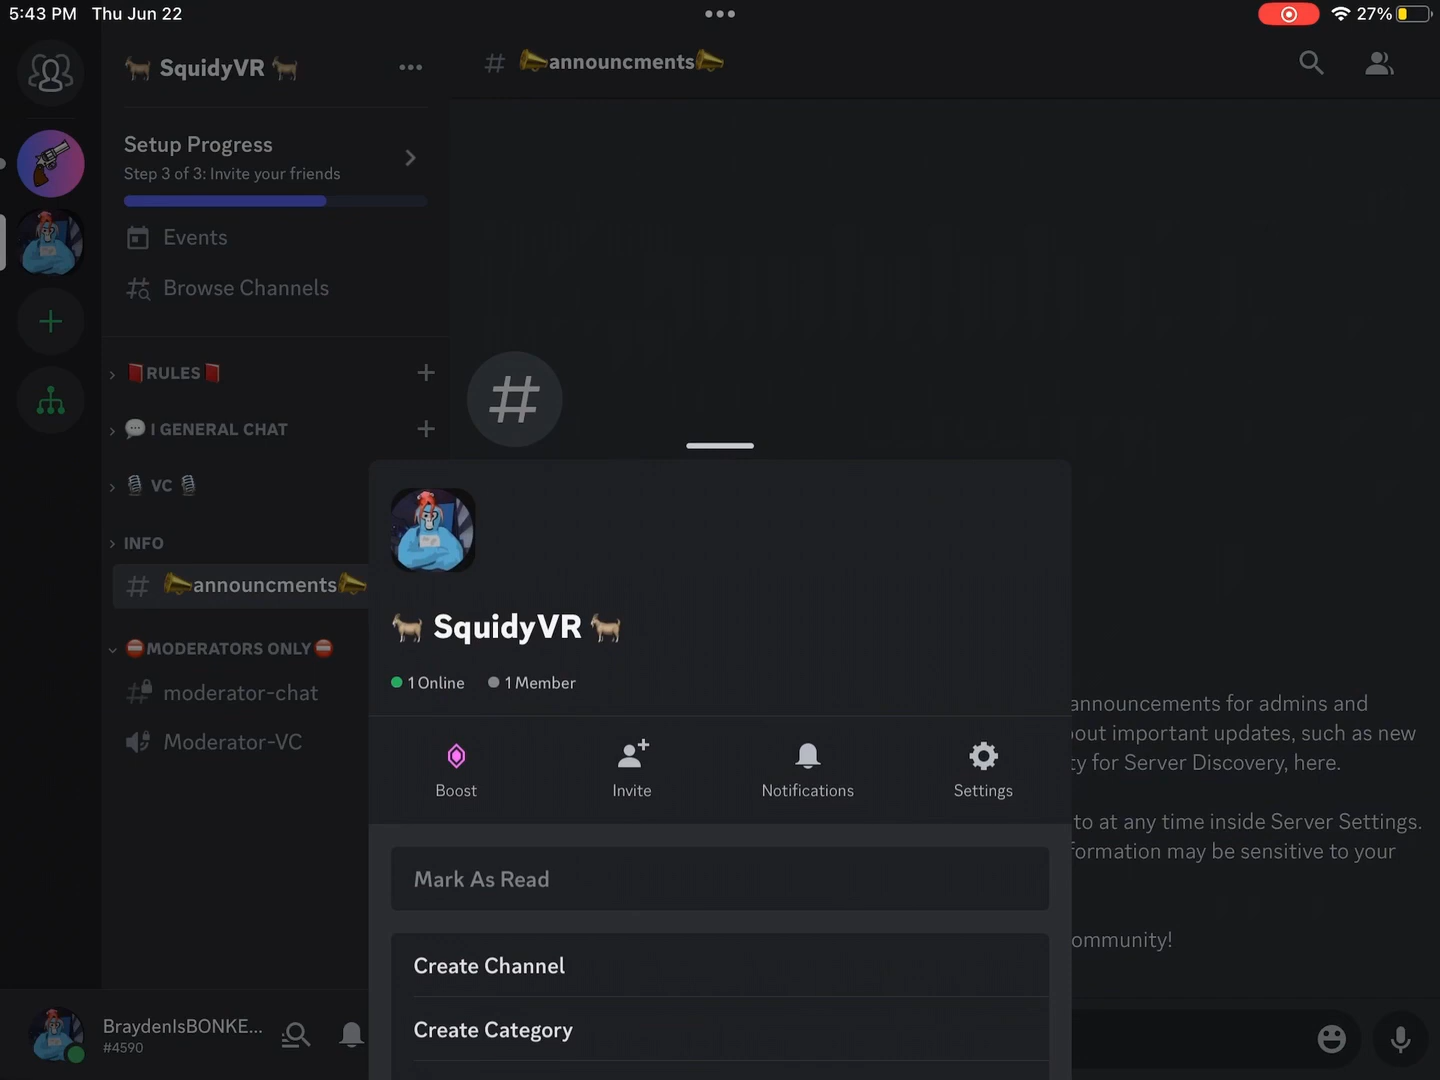 5:43 PM Thu Jun 22
27%
SquidyVR
Setup Progress
Step 3 of 3: Invite your friends
Events
Browse Channels
RULES
I GENERAL CHAT
VC
INFO
announcments
MODERATORS ONLY
moderator-chat
Moderator-VC
BraydenIsBONKE...
#4590
announcments
SquidyVR
1 Online 1 Member
Boost Invite Notifications Settings
Mark As Read
Create Channel
Create Category
announcements for admins and
out important updates, such as new
ty for Server Discovery, here.
to at any time inside Server Settings.
formation may be sensitive to your
ommunity!